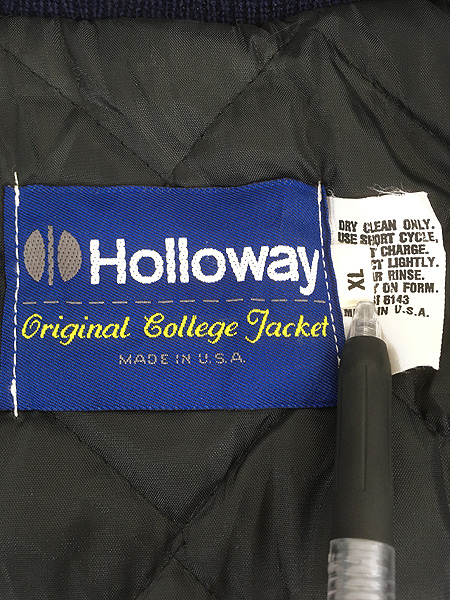 Holloway
Original College Jacket
MADE IN U.S.A.
DRY CLEAN ONLY.
USE SHORT CYCLE,
CHARGE.
LIGHTLY.
RINSE.
ON FORM.
6143
U.S.A.
XL